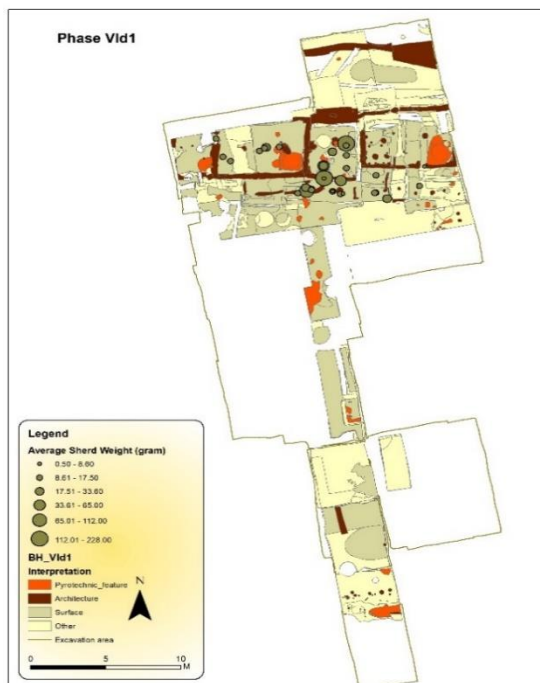 Phase VId1
Legend
Average Sherd Weight (gram)
0.50 - 8.60
8.61 - 17.50
17.51 - 33.60
33.61 - 65.00
65.01 - 112.00
112.01 - 228.00
BH_VId1
Interpretation
Pyrotechnic_feature
Architecture
Surface
Other
Excavation area
N
0 5 10
M